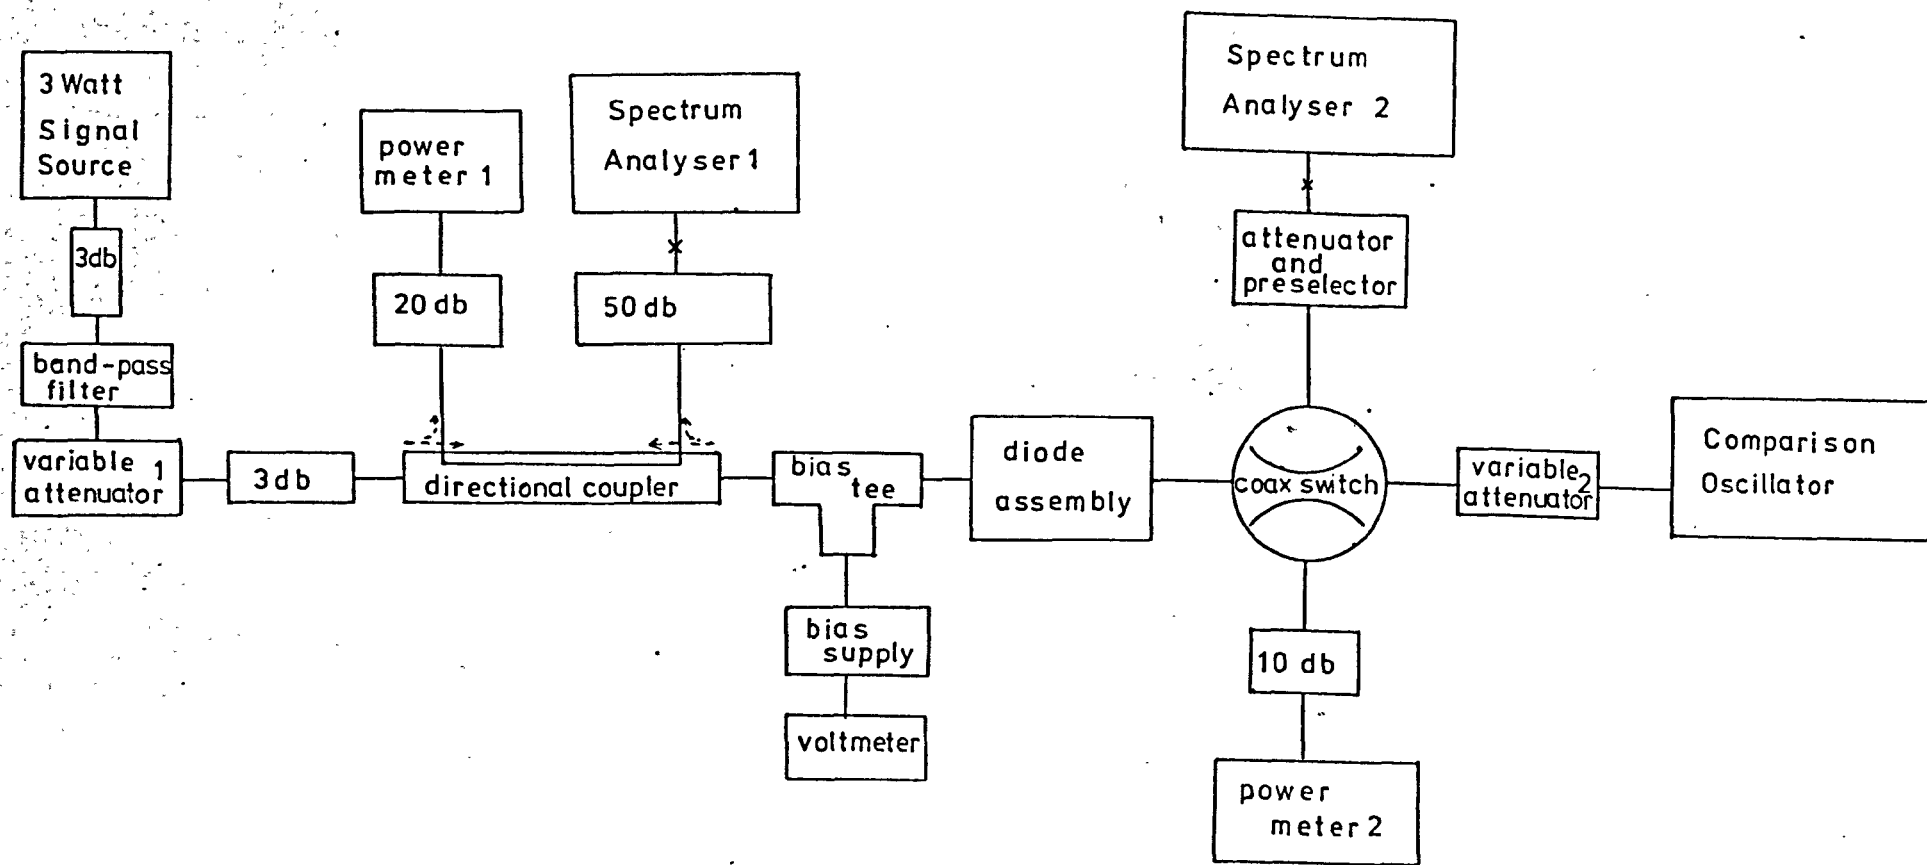 3 Watt
Signal
Source
3db
band-pass
filter
variable 1
attenuator
3db
power
meter 1
20 db
Spectrum
Analyser 1
50 db
directional coupler
bias
tee
bias
supply
voltmeter
diode
assembly
Spectrum
Analyser 2
attenuator
and
preselector
coax switch
10 db
power
meter 2
variable 2
attenuator
Comparison
Oscillator